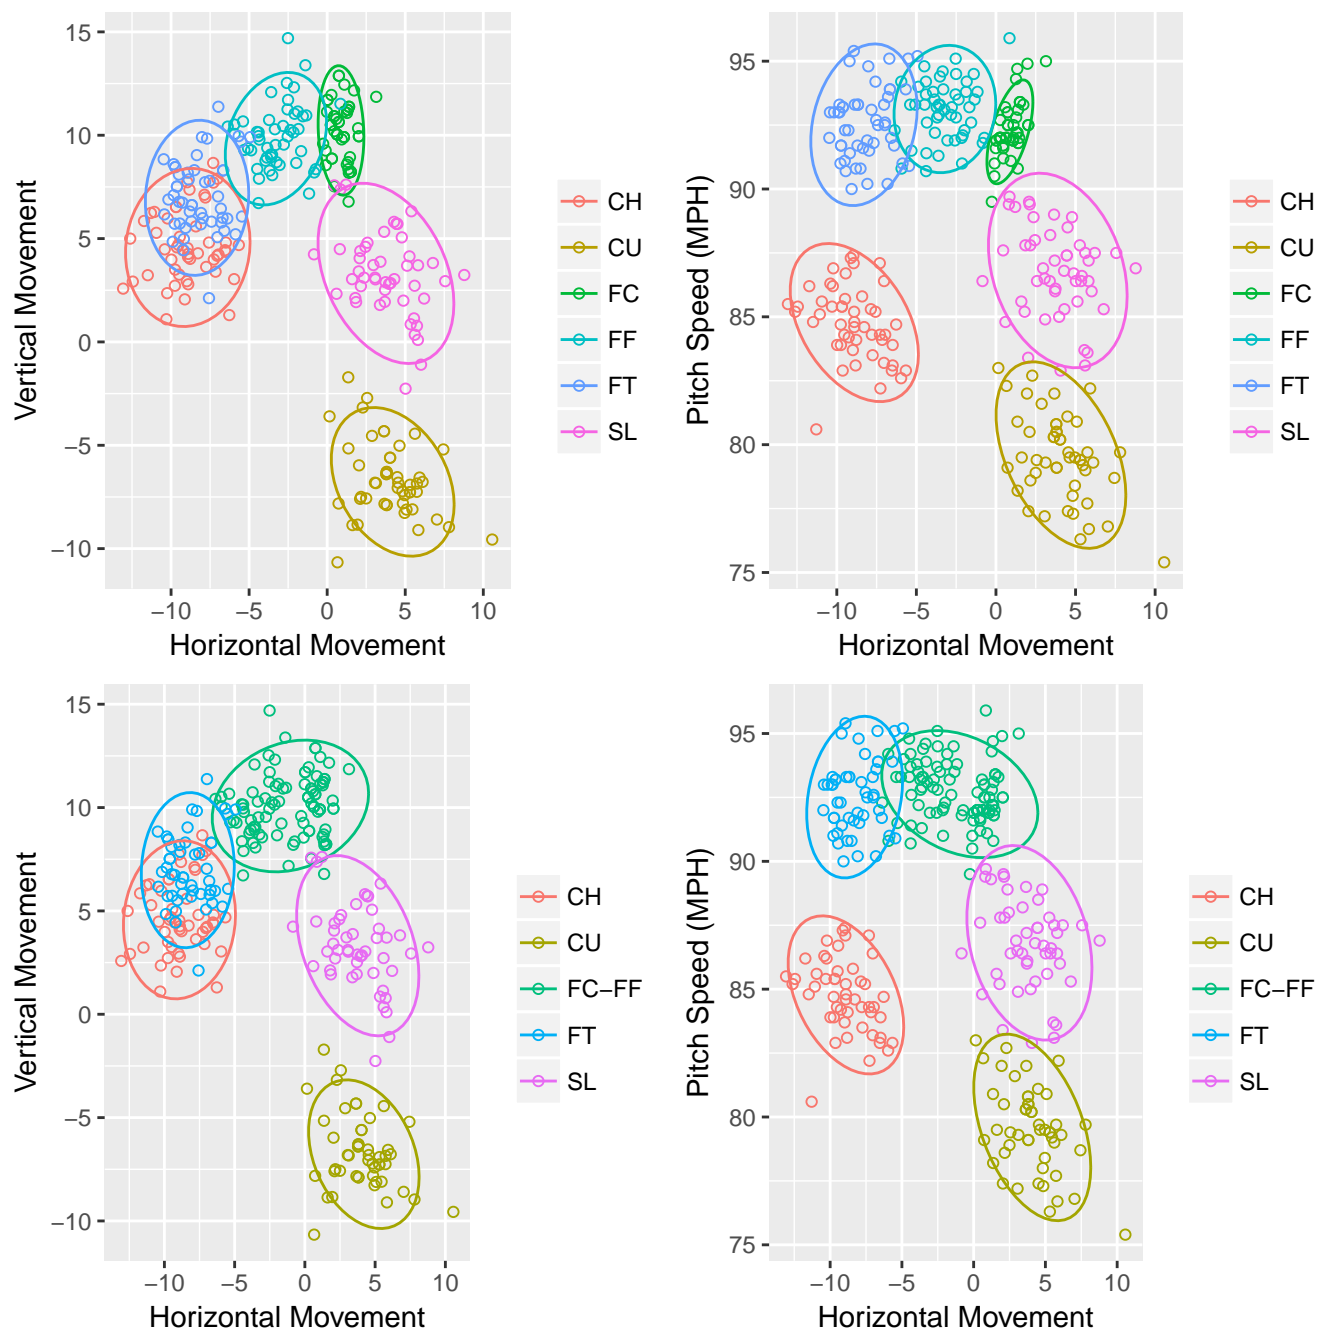 15
10
5
0
−5
−10
−10
−5
0
5
10
Vertical Movement
Horizontal Movement
CH
CU
FC
FF
FT
SL
95
90
85
80
75
−10
−5
0
5
10
Pitch Speed (MPH)
Horizontal Movement
CH
CU
FC
FF
FT
SL
15
10
5
0
−5
−10
−10
−5
0
5
10
Vertical Movement
Horizontal Movement
CH
CU
FC−FF
FT
SL
95
90
85
80
75
−10
−5
0
5
10
Pitch Speed (MPH)
Horizontal Movement
CH
CU
FC−FF
FT
SL